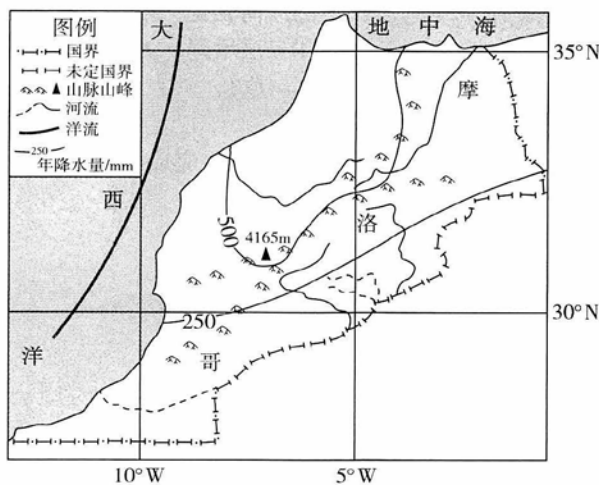 图例
国界
未定国界
山脉山峰
河流
洋流
250
年降水量/mm
大
西
洋
地中海
摩
洛
哥
500
4165m
250
35°N
30°N
10°W
5°W